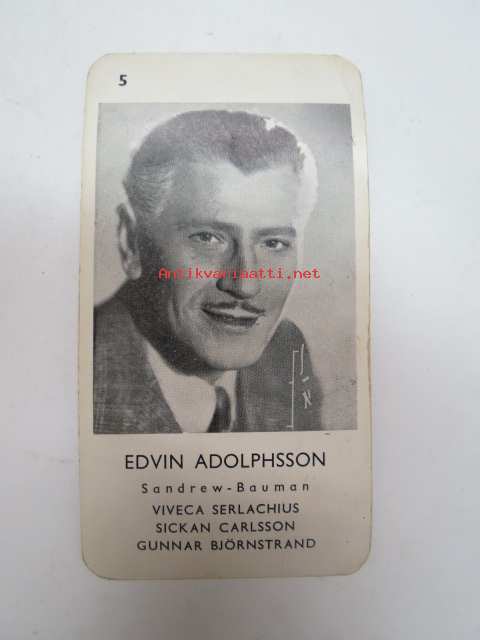 5
Antikvariaatti.net
EDVIN ADOLPHSSON
Sandrew-Bauman
VIVECA SERLACHIUS
SICKAN CARLSSON
GUNNAR BJÖRNSTRAND